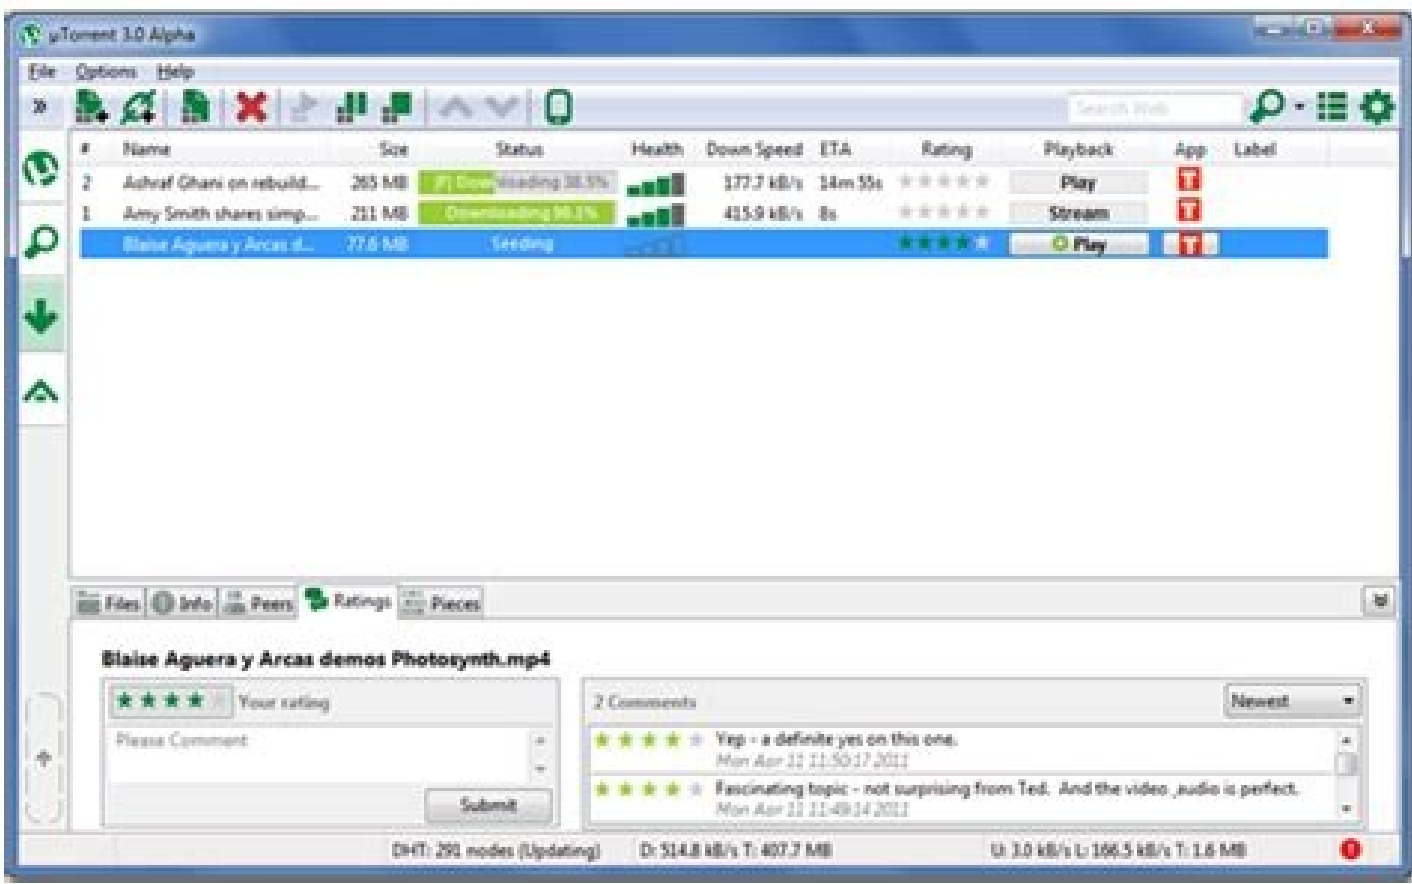 µTorrent 3.0 Alpha
File Options Help
Search Web
# Name Size Status Health Down Speed ETA Rating Playback App Label
2 Ashraf Ghani on rebuild... 265 MB [F] Downloading 38.5% 177.7 kB/s 14m 55s Play T
1 Amy Smith shares simp... 211 MB Downloading 98.1% 415.9 kB/s 8s Stream T
Blaise Aguera y Arcas d... 77.6 MB Seeding Play T
Files Info Peers Ratings Pieces
Blaise Aguera y Arcas demos Photosynth.mp4
Your rating
Please Comment
Submit
2 Comments Newest
Yep - a definite yes on this one.
Mon Apr 11 11:50:17 2011
Fascinating topic - not surprising from Ted. And the video ,audio is perfect.
Mon Apr 11 11:49:14 2011
DHT: 291 nodes (Updating) D: 514.8 kB/s T: 407.7 MB U: 3.0 kB/s L: 166.5 kB/s T: 1.6 MB